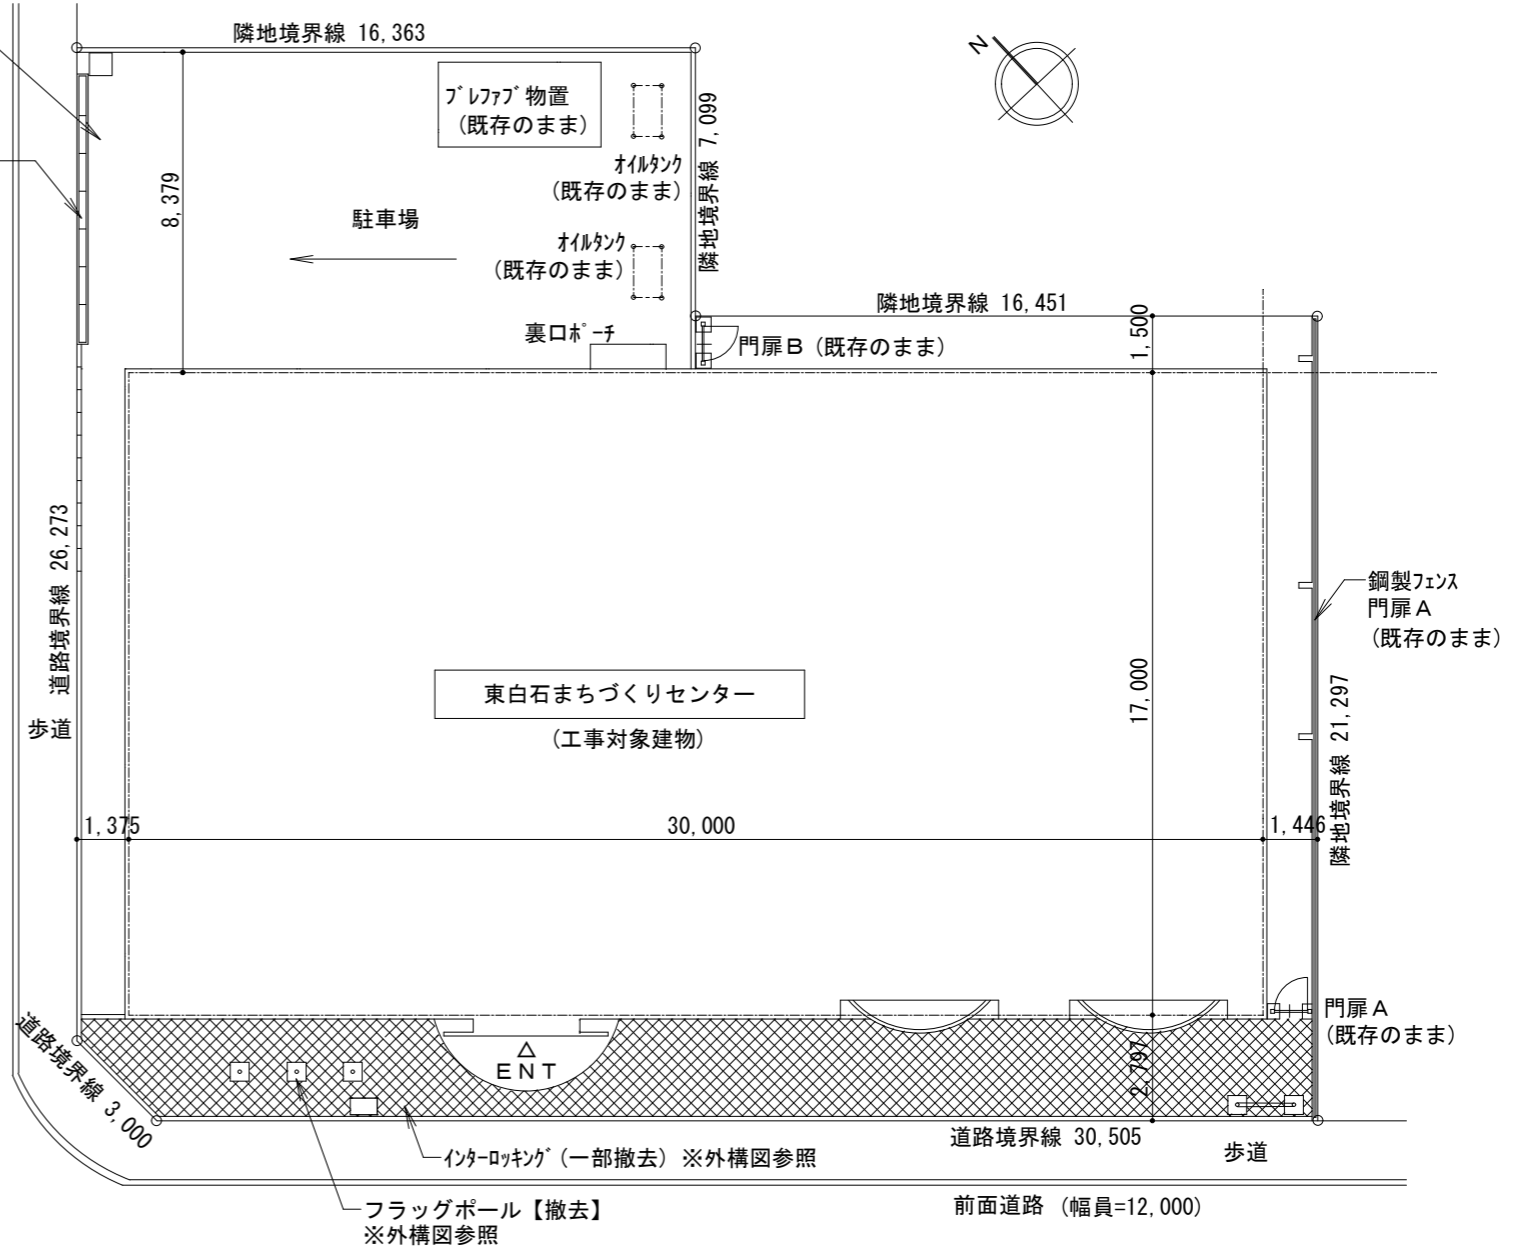 隣地境界線 16,363
N
プレファブ物置
(既存のまま)
オイルタンク
(既存のまま)
隣地境界線 7,099
8,379
駐車場
オイルタンク
(既存のまま)
隣地境界線 16,451
裏口ポーチ
門扉B (既存のまま)
1,500
道路境界線 26,273
鋼製フェンス
門扉A
(既存のまま)
東白石まちづくりセンター
(工事対象建物)
17,000
隣地境界線 21,297
歩道
1,375
30,000
1,446
門扉A
(既存のまま)
道路境界線 3,000
ENT
2,797
道路境界線 30,505
歩道
インターロッキング(一部撤去) ※外構図参照
フラッグポール【撤去】
※外構図参照
前面道路 (幅員=12,000)